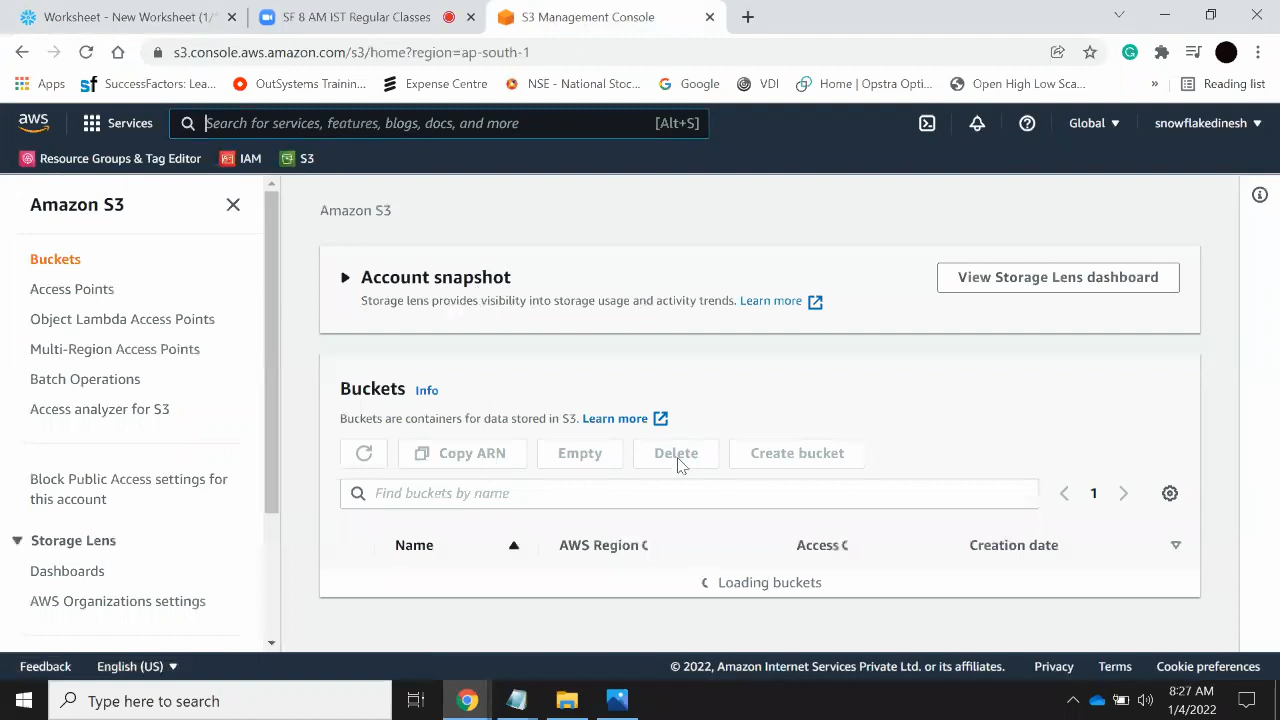 Worksheet - New Worksheet (1/
SF 8 AM IST Regular Classes
S3 Management Console
s3.console.aws.amazon.com/s3/home?region=ap-south-1
Apps
sf SuccessFactors: Lea...
OutSystems Training...
Expense Centre
NSE - National Stoc...
Google
VDI
Home | Opstra Opti...
Open High Low Sca...
»
Reading list
aws
Services
Search for services, features, blogs, docs, and more
[Alt+S]
Global
snowflakedinesh
Resource Groups & Tag Editor
IAM
S3
Amazon S3
Buckets
Access Points
Object Lambda Access Points
Multi-Region Access Points
Batch Operations
Access analyzer for S3
Block Public Access settings for
this account
Storage Lens
Dashboards
AWS Organizations settings
Amazon S3
Account snapshot
View Storage Lens dashboard
Storage lens provides visibility into storage usage and activity trends. Learn more
Buckets Info
Buckets are containers for data stored in S3. Learn more
Copy ARN
Empty
Delete
Create bucket
Find buckets by name
1
Name
AWS Region
Access
Creation date
Loading buckets
Feedback
English (US)
© 2022, Amazon Internet Services Private Ltd. or its affiliates.
Privacy
Terms
Cookie preferences
Type here to search
8:27 AM
1/4/2022